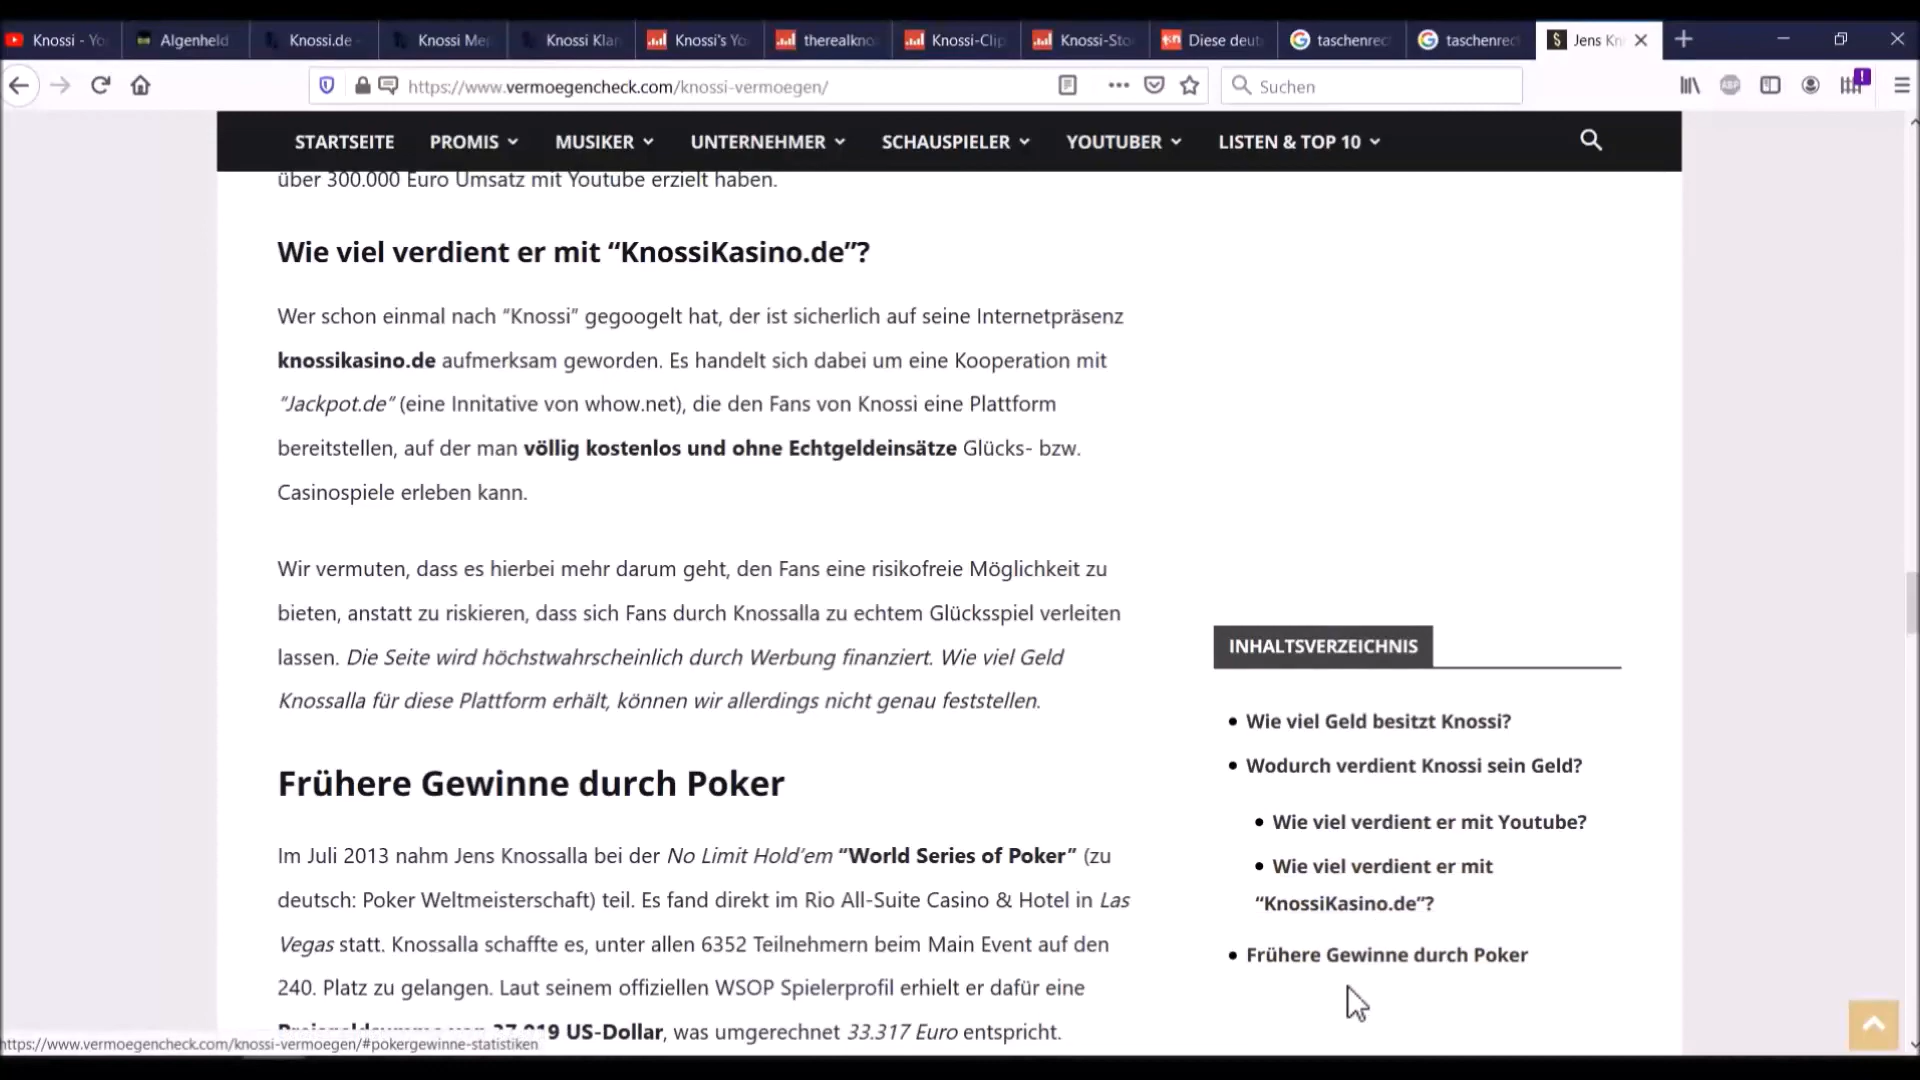 Knossi - Yo
Algenheld
Knossi.de -
Knossi Me
Knossi Klar
Knossi's Yo
therealkno
Knossi-Clip
Knossi-Sto
Diese deut
taschenrec
taschenrec
Jens Kn
https://www.vermoegencheck.com/knossi-vermoegen/
Suchen
STARTSEITE PROMIS MUSIKER UNTERNEHMER SCHAUSPIELER YOUTUBER LISTEN & TOP 10
über 300.000 Euro Umsatz mit Youtube erzielt haben.
Wie viel verdient er mit “KnossiKasino.de”?
Wer schon einmal nach “Knossi” gegoogelt hat, der ist sicherlich auf seine Internetpräsenz
knossikasino.de aufmerksam geworden. Es handelt sich dabei um eine Kooperation mit
“Jackpot.de” (eine Innitative von whow.net), die den Fans von Knossi eine Plattform
bereitstellen, auf der man völlig kostenlos und ohne Echtgeldeinsätze Glücks- bzw.
Casinospiele erleben kann.
Wir vermuten, dass es hierbei mehr darum geht, den Fans eine risikofreie Möglichkeit zu
bieten, anstatt zu riskieren, dass sich Fans durch Knossalla zu echtem Glücksspiel verleiten
lassen. Die Seite wird höchstwahrscheinlich durch Werbung finanziert. Wie viel Geld
Knossalla für diese Plattform erhält, können wir allerdings nicht genau feststellen.
Frühere Gewinne durch Poker
Im Juli 2013 nahm Jens Knossalla bei der No Limit Hold’em “World Series of Poker” (zu
deutsch: Poker Weltmeisterschaft) teil. Es fand direkt im Rio All-Suite Casino & Hotel in Las
Vegas statt. Knossalla schaffte es, unter allen 6352 Teilnehmern beim Main Event auf den
240. Platz zu gelangen. Laut seinem offiziellen WSOP Spielerprofil erhielt er dafür eine
US-Dollar, was umgerechnet 33.317 Euro entspricht.
INHALTSVERZEICHNIS
Wie viel Geld besitzt Knossi?
Wodurch verdient Knossi sein Geld?
Wie viel verdient er mit Youtube?
Wie viel verdient er mit
“KnossiKasino.de”?
Frühere Gewinne durch Poker
https://www.vermoegencheck.com/knossi-vermoegen/#pokergewinne-statistiken